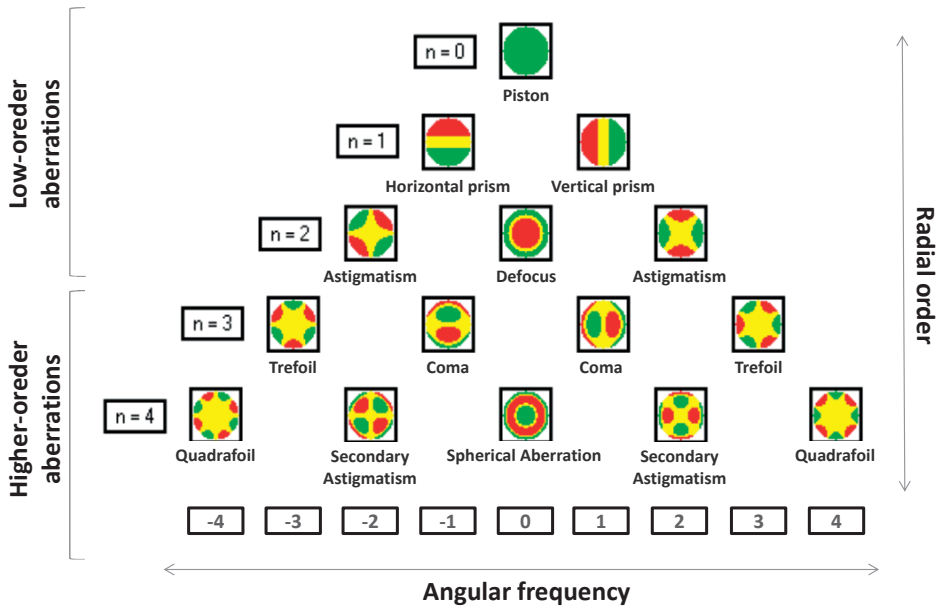 Low-oreder
aberrations
n = 0
Piston
n = 1
Horizontal prism
Vertical prism
n = 2
Astigmatism
Defocus
Astigmatism
Radial order
Higher-oreder
aberrations
n = 3
Trefoil
Coma
Coma
Trefoil
n = 4
Quadrafoil
Secondary
Astigmatism
Spherical Aberration
Secondary
Astigmatism
Quadrafoil
-4
-3
-2
-1
0
1
2
3
4
Angular frequency